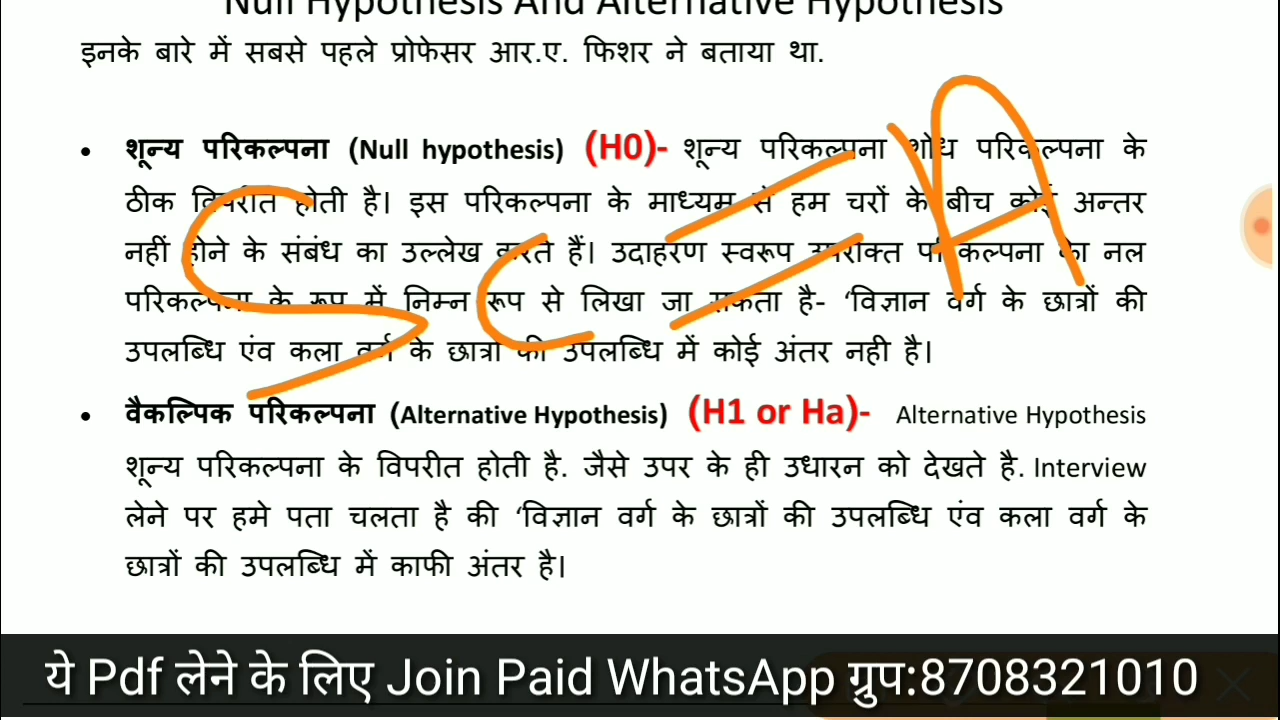 Null Hypothesis And Alternative Hypothesis
इनके बारे में सबसे पहले प्रोफेसर आर.ए. फिशर ने बताया था.
• शून्य परिकल्पना (Null hypothesis) (H0)- शून्य परिकल्पना शोध परिकल्पना के
ठीक विपरीत होती है। इस परिकल्पना के माध्यम से हम चरों के बीच कोई अन्तर
नहीं होने के संबंध का उल्लेख करते हैं। उदाहरण स्वरूप उपरोक्त परिकल्पना का नल
परिकल्पना के रूप में निम्न रूप से लिखा जा सकता है- ‘विज्ञान वर्ग के छात्रों की
उपलब्धि एंव कला वर्ग के छात्रों की उपलब्धि में कोई अंतर नही है।
SC = A
• वैकल्पिक परिकल्पना (Alternative Hypothesis) (H1 or Ha)- Alternative Hypothesis
शून्य परिकल्पना के विपरीत होती है. जैसे उपर के ही उधारन को देखते है. Interview
लेने पर हमे पता चलता है की ‘विज्ञान वर्ग के छात्रों की उपलब्धि एंव कला वर्ग के
छात्रों की उपलब्धि में काफी अंतर है।
ये Pdf लेने के लिए Join Paid WhatsApp ग्रुप:8708321010